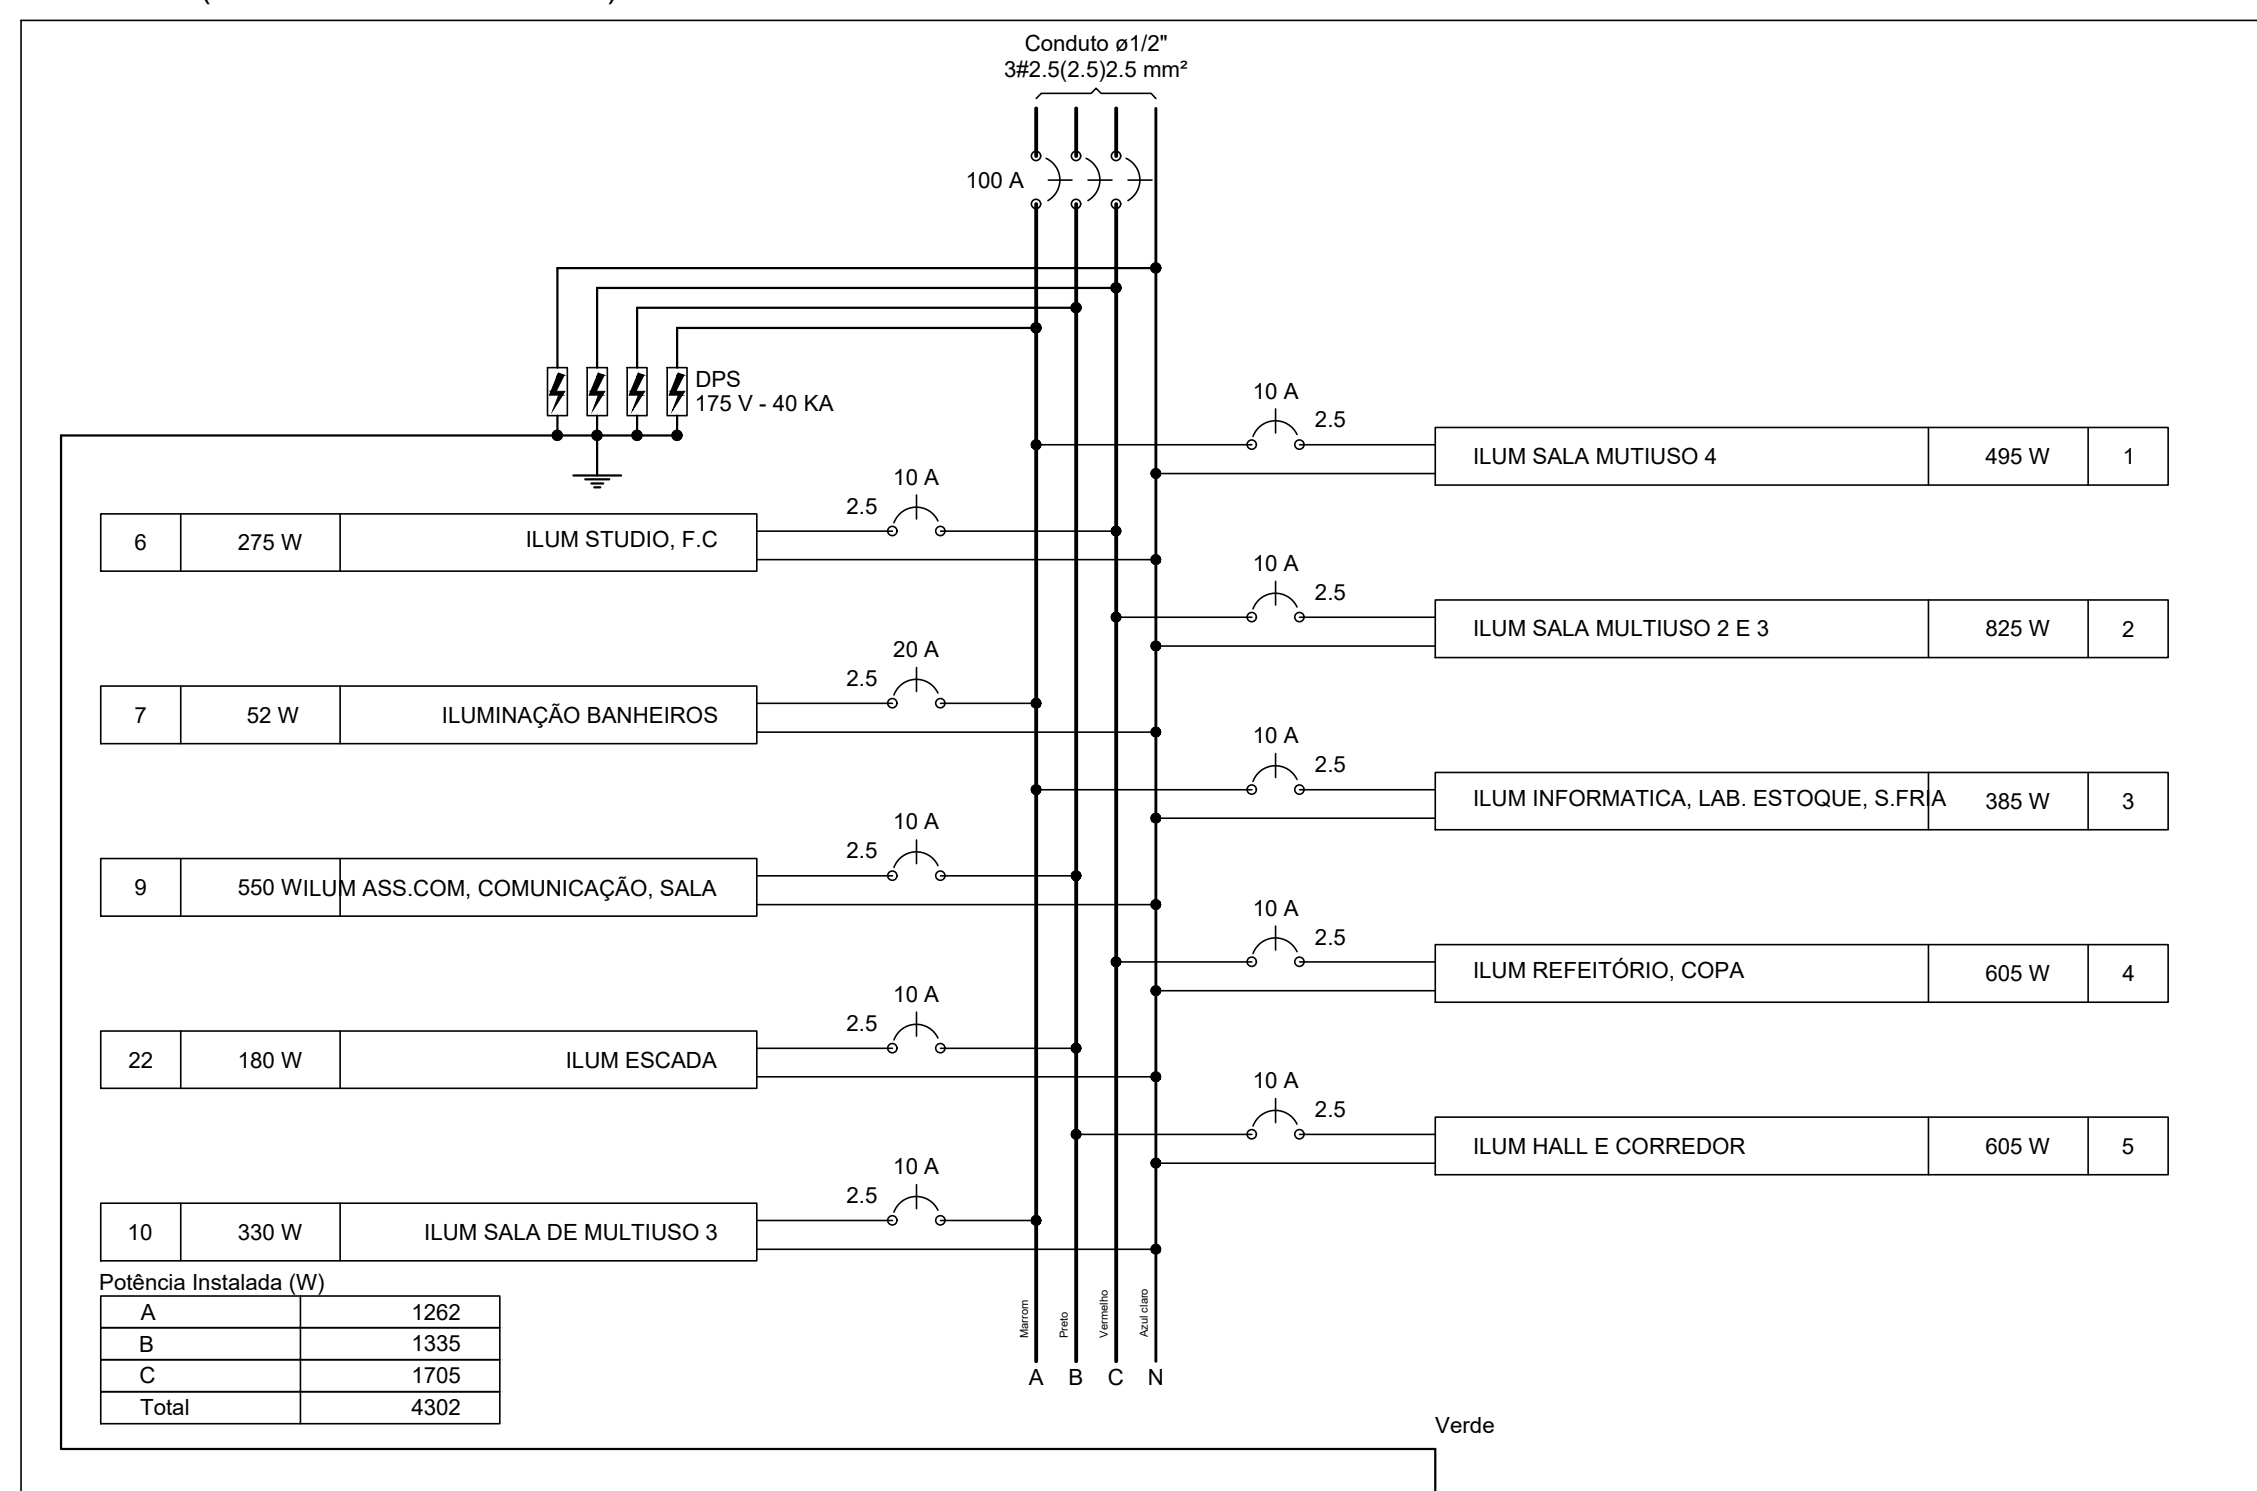 Conduto ø1/2"
3#2.5(2.5)2.5 mm²
100 A
DPS
175 V - 40 KA
10 A
2.5
ILUM SALA MUTIUSO 4 495 W 1
10 A
2.5
6 275 W ILUM STUDIO, F.C
10 A
2.5
ILUM SALA MULTIUSO 2 E 3 825 W 2
20 A
2.5
7 52 W ILUMINAÇÃO BANHEIROS
10 A
2.5
ILUM INFORMATICA, LAB. ESTOQUE, S.FRIA 385 W 3
10 A
2.5
9 550 W ILUM ASS.COM, COMUNICAÇÃO, SALA
10 A
2.5
ILUM REFEITÓRIO, COPA 605 W 4
10 A
2.5
22 180 W ILUM ESCADA
10 A
2.5
ILUM HALL E CORREDOR 605 W 5
10 A
2.5
10 330 W ILUM SALA DE MULTIUSO 3
Potência Instalada (W)
A 1262
B 1335
C 1705
Total 4302
Marrom
Preto
Vermelho
Azul claro
A B C N
Verde